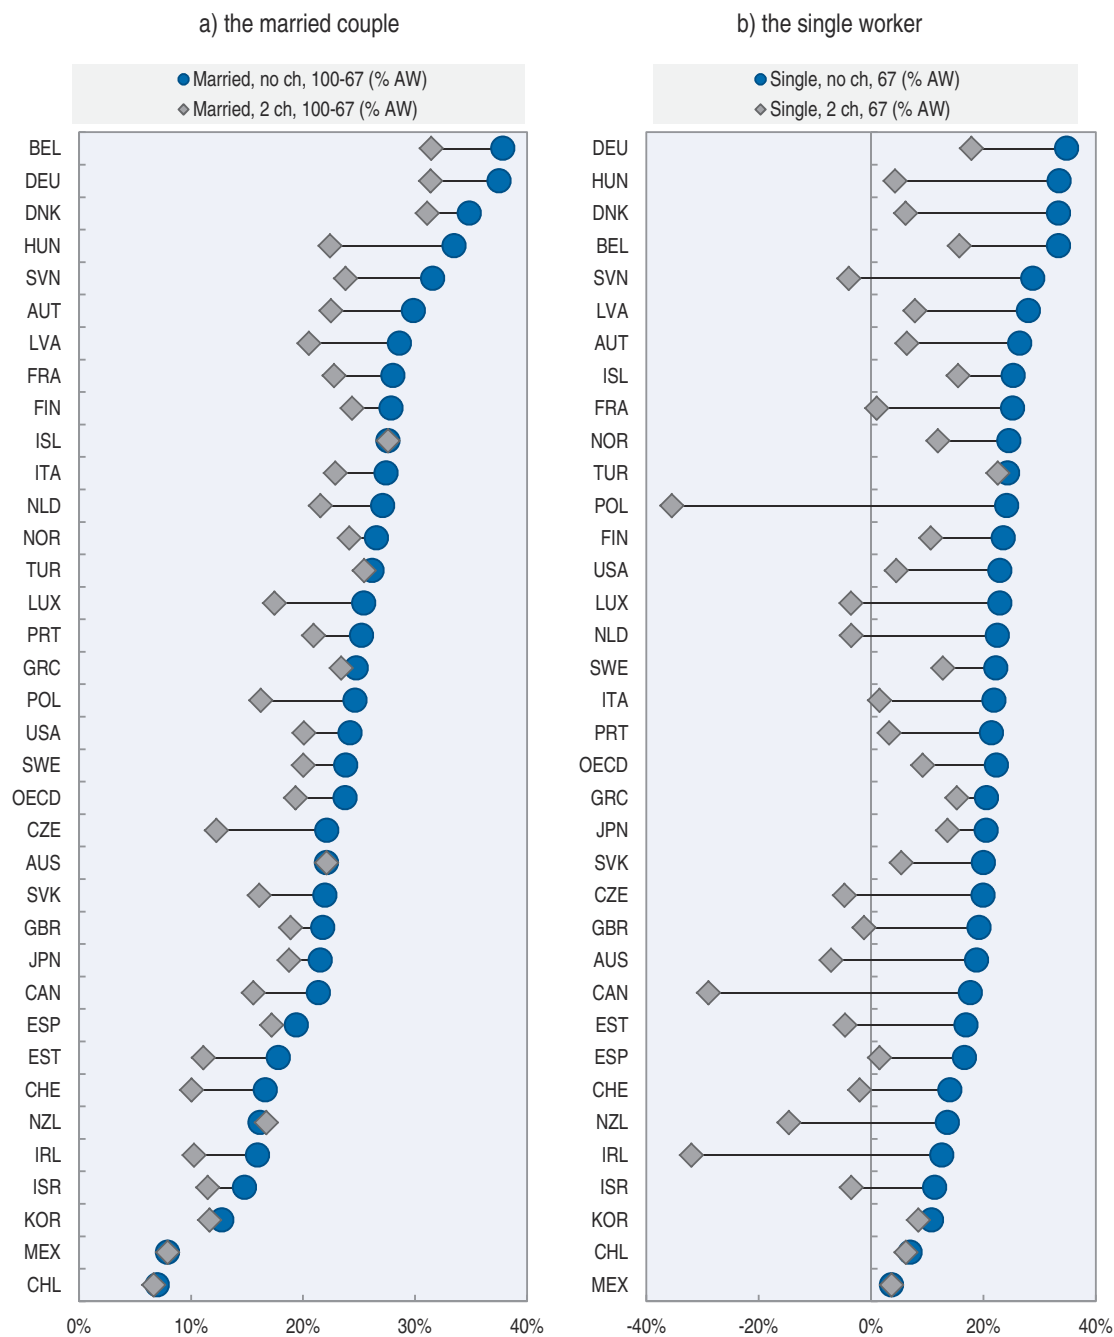 a) the married couple
Married, no ch, 100-67 (% AW)
Married, 2 ch, 100-67 (% AW)
BEL
DEU
DNK
HUN
SVN
AUT
LVA
FRA
FIN
ISL
ITA
NLD
NOR
TUR
LUX
PRT
GRC
POL
USA
SWE
OECD
CZE
AUS
SVK
GBR
JPN
CAN
ESP
EST
CHE
NZL
IRL
ISR
KOR
MEX
CHL
0% 10% 20% 30% 40%
b) the single worker
Single, no ch, 67 (% AW)
Single, 2 ch, 67 (% AW)
DEU
HUN
DNK
BEL
SVN
LVA
AUT
ISL
FRA
NOR
TUR
POL
FIN
USA
LUX
NLD
SWE
ITA
PRT
OECD
GRC
JPN
SVK
CZE
GBR
AUS
CAN
EST
ESP
CHE
NZL
IRL
ISR
KOR
CHL
MEX
-40% -20% 0% 20% 40%